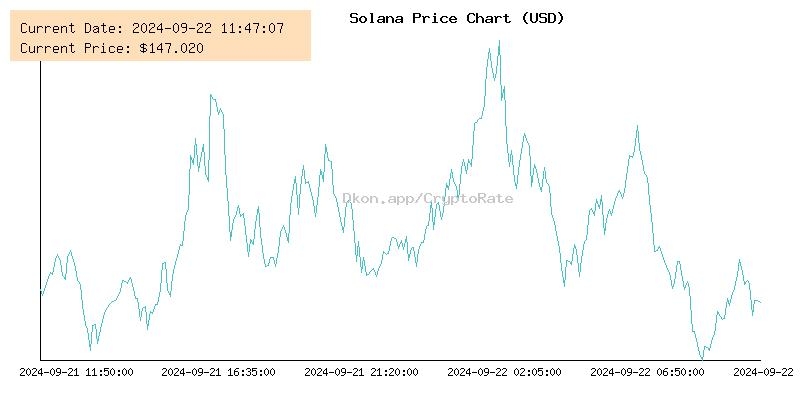 Solana Price Chart (USD)
Current Date: 2024-09-22 11:47:07
Current Price: $147.020
Dkon.app/CryptoRate
2024-09-21 11:50:00 2024-09-21 16:35:00 2024-09-21 21:20:00 2024-09-22 02:05:00 2024-09-22 06:50:00 2024-09-22